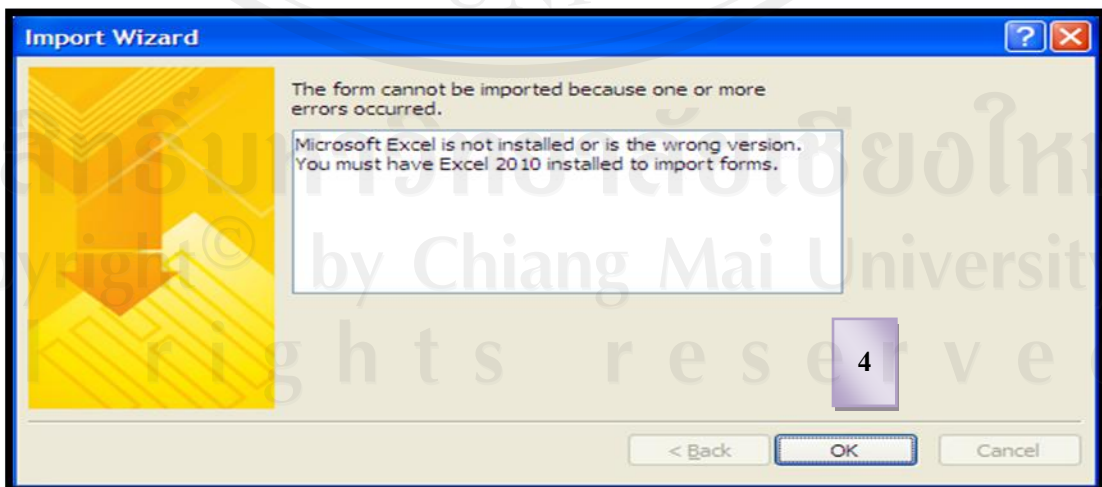 Import Wizard
The form cannot be imported because one or more
errors occurred.
Microsoft Excel is not installed or is the wrong version.
You must have Excel 2010 installed to import forms.
by Chiang Mai University
rights reserve
4
< Back OK Cancel